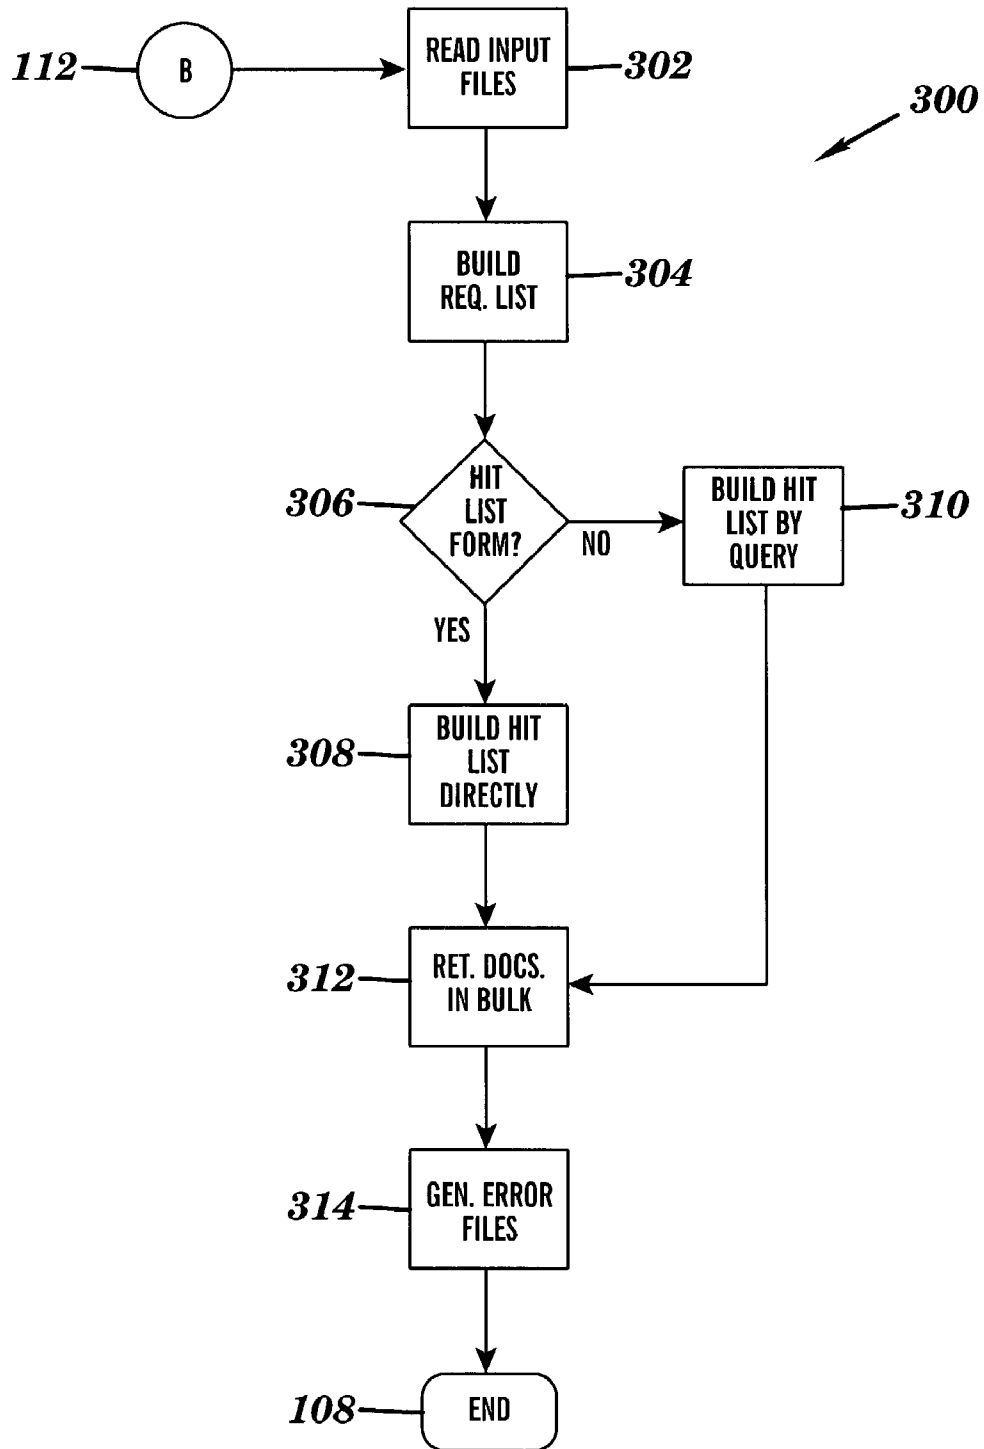 112
B
READ INPUT
FILES
302
300
BUILD
REQ. LIST
304
306
HIT
LIST
FORM?
NO
BUILD HIT
LIST BY
QUERY
310
YES
308
BUILD HIT
LIST
DIRECTLY
312
RET. DOCS.
IN BULK
314
GEN. ERROR
FILES
108
END